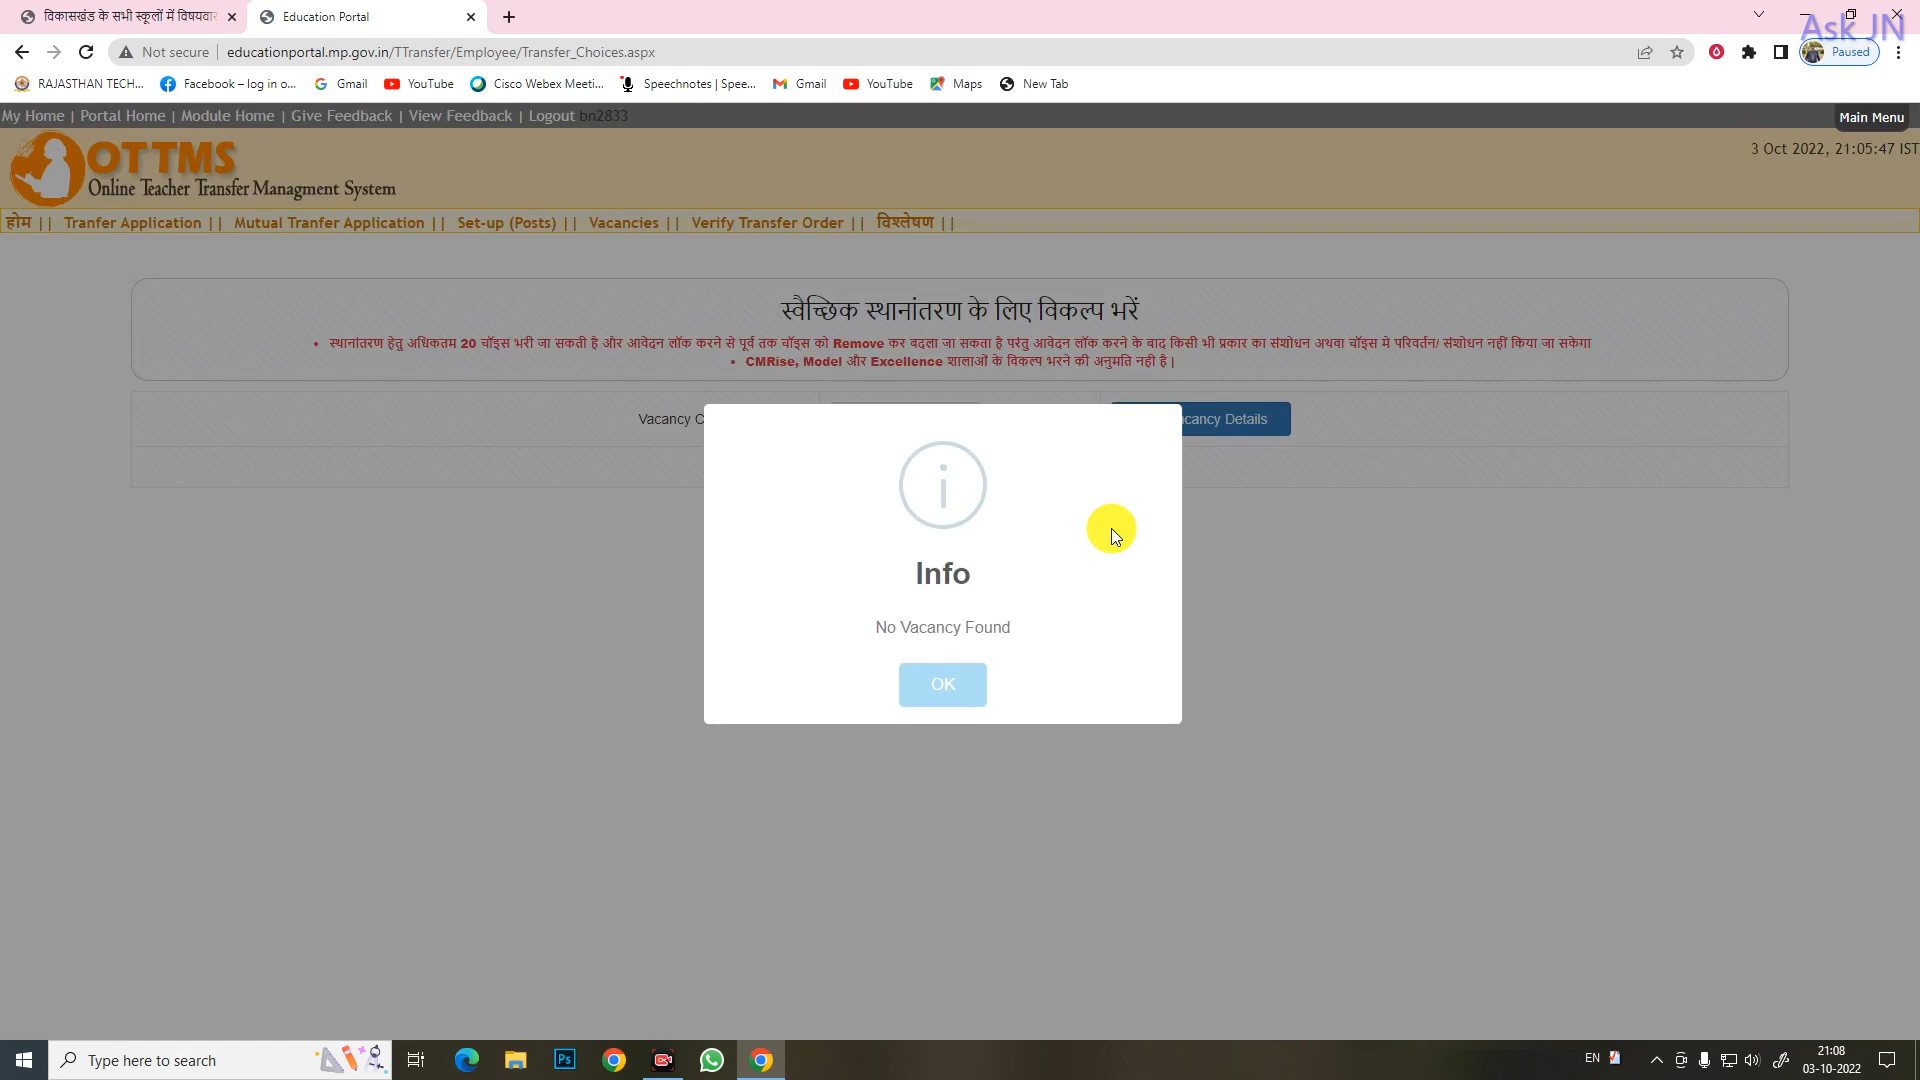 विकासखंड के सभी स्कूलों में विषयवार
Education Portal
Ask JN
Not secure
educationportal.mp.gov.in/TTransfer/Employee/Transfer_Choices.aspx
Paused
RAJASTHAN TECH...
Facebook – log in o...
Gmail
YouTube
Cisco Webex Meeti...
Speechnotes | Spee...
Gmail
YouTube
Maps
New Tab
My Home | Portal Home | Module Home | Give Feedback | View Feedback | Logout bn2833
Main Menu
OTTMS
Online Teacher Transfer Managment System
3 Oct 2022, 21:05:47 IST
होम || Tranfer Application || Mutual Tranfer Application || Set-up (Posts) || Vacancies || Verify Transfer Order || विश्लेषण ||
स्वैच्छिक स्थानांतरण के लिए विकल्प भरें
• स्थानांतरण हेतु अधिकतम 20 चॉइस भरी जा सकती है और आवेदन लॉक करने से पूर्व तक चॉइस को Remove कर बदला जा सकता है परंतु आवेदन लॉक करने के बाद किसी भी प्रकार का संशोधन अथवा चॉइस मे परिवर्तन/ संशोधन नहीं किया जा सकेगा
• CMRise, Model और Excellence शालाओं के विकल्प भरने की अनुमति नही है |
Vacancy C
cancy Details
Info
No Vacancy Found
OK
Type here to search
Ps
EN
21:08
03-10-2022